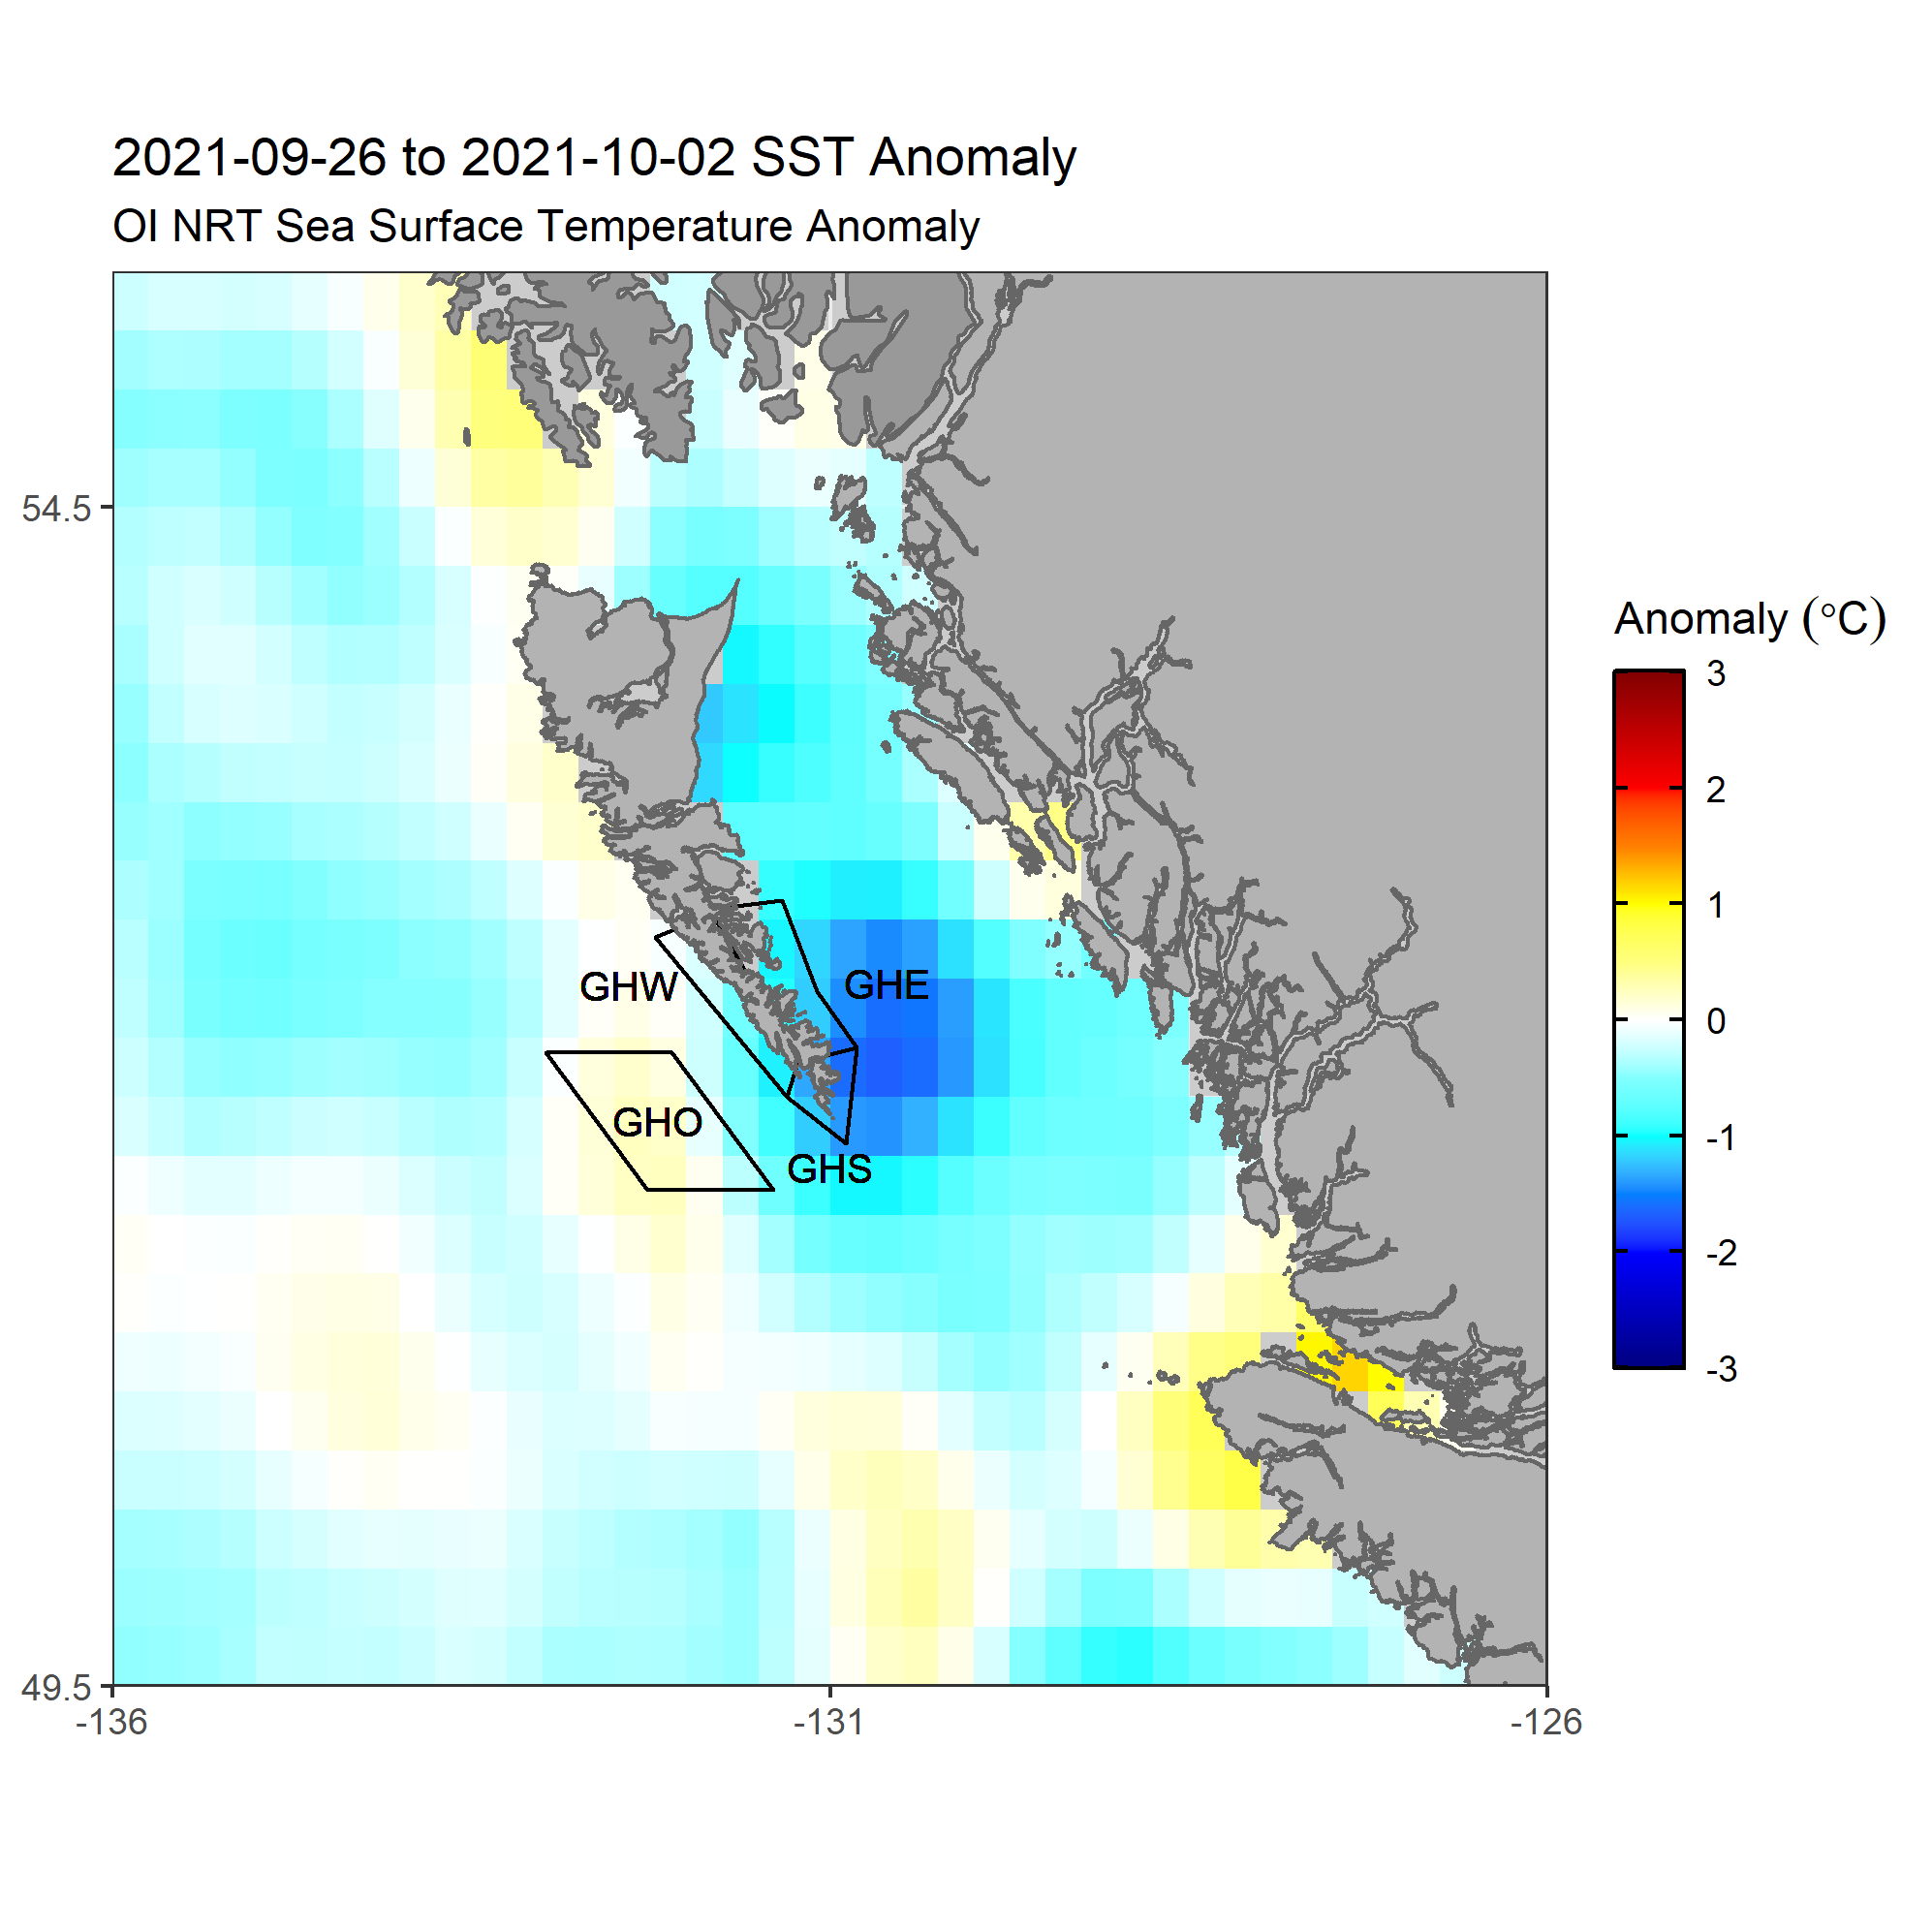 2021-09-26 to 2021-10-02 SST Anomaly
OI NRT Sea Surface Temperature Anomaly
54.5
49.5
-136
-131
-126
GHW
GHE
GHO
GHS
Anomaly (°C)
3
2
1
0
-1
-2
-3